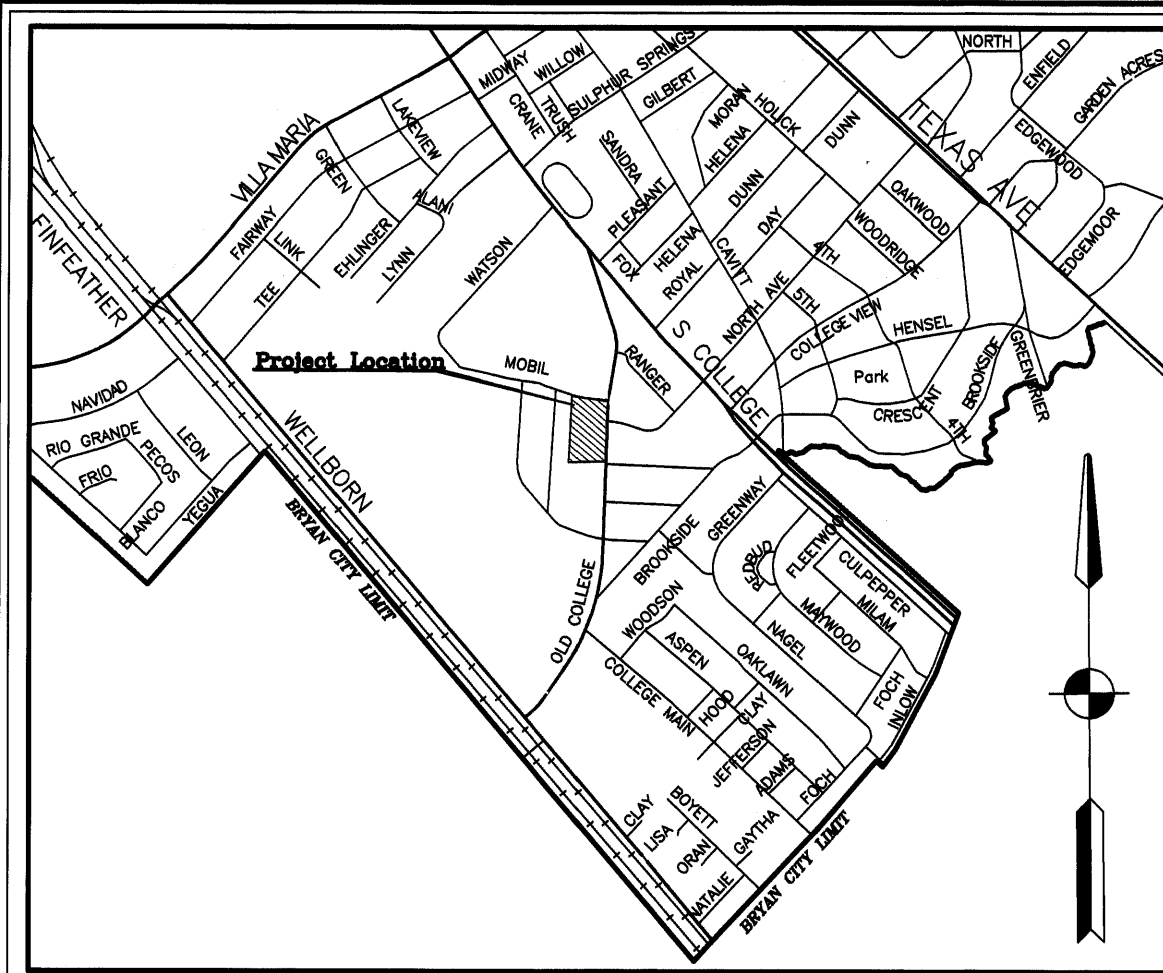 NORTH
ENFIELD
GARDEN ACRES
MIDWAY
WILLOW
SULPHUR SPRINGS
GILBERT
CRANE
TRUSH
MORAN
HOLICK
DUNN
TEXAS AVE
EDGEWOOD
LAKEVIEW
VILLA MARIA
GREEN
SANDRA
HELENA
ALANI
PLEASANT
DUNN
OAKWOOD
FINFEATHER
FAIRWAY
LINK
EHLINGER
LYNN
WATSON
FOX
HELENA
ROYAL
CAVITT
DAY
4TH
WOODRIDGE
EDGEMOOR
TEE
NORTH AVE
5TH
S COLLEGE
COLLEGE VIEW
HENSEL
Project Location
MOBIL
RANGER
Park
BROOKSIDE
GREENBRIER
NAVIDAD
CRESCENT
4TH
RIO GRANDE
PECOS
LEON
FRIO
BLANCO
YEGUA
WELLBORN
BRYAN CITY LIMIT
GREENWAY
BROOKSIDE
REDBUD
FLEETWOOD
CULPEPPER
MILAM
MAYWOOD
NAGEL
OLD COLLEGE
WOODSON
ASPEN
OAKLAWN
COLLEGE MAIN
HOOD
CLAY
FOCH
INLOW
JEFFERSON
ADAMS
FOCH
CLAY
BOYETT
LISA
ORAN
GAYTHA
NATALIE
BRYAN CITY LIMIT